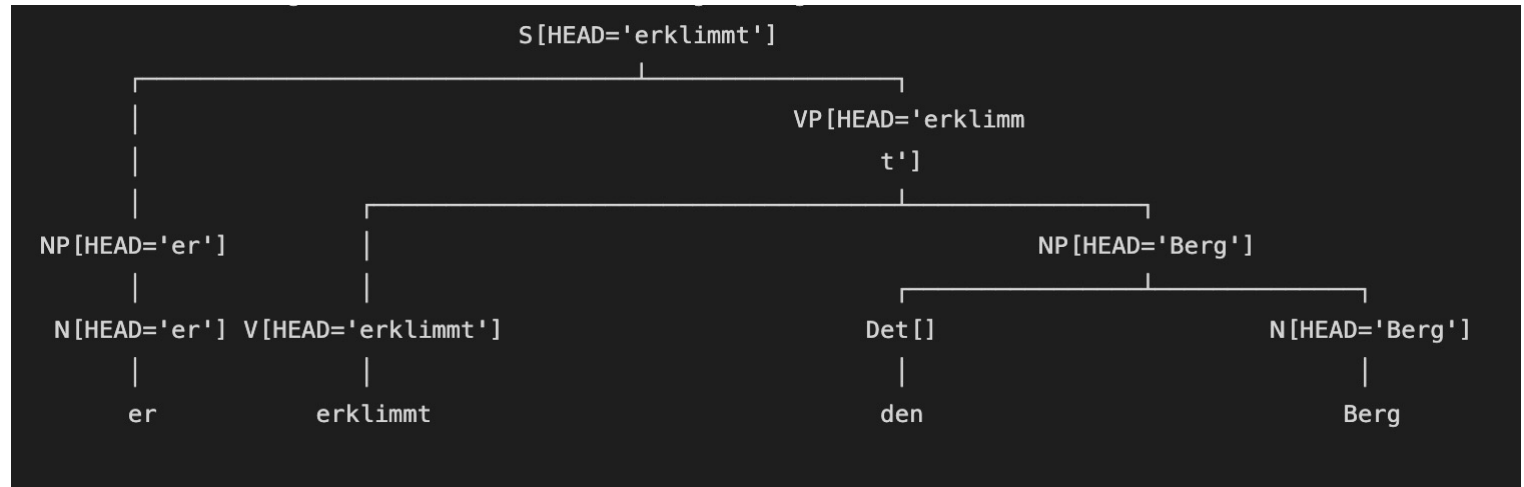 S[HEAD='erklimmt']
VP[HEAD='erklimm
t']
NP[HEAD='er'] NP[HEAD='Berg']
N[HEAD='er'] V[HEAD='erklimmt'] Det[] N[HEAD='Berg']
er erklimmt den Berg